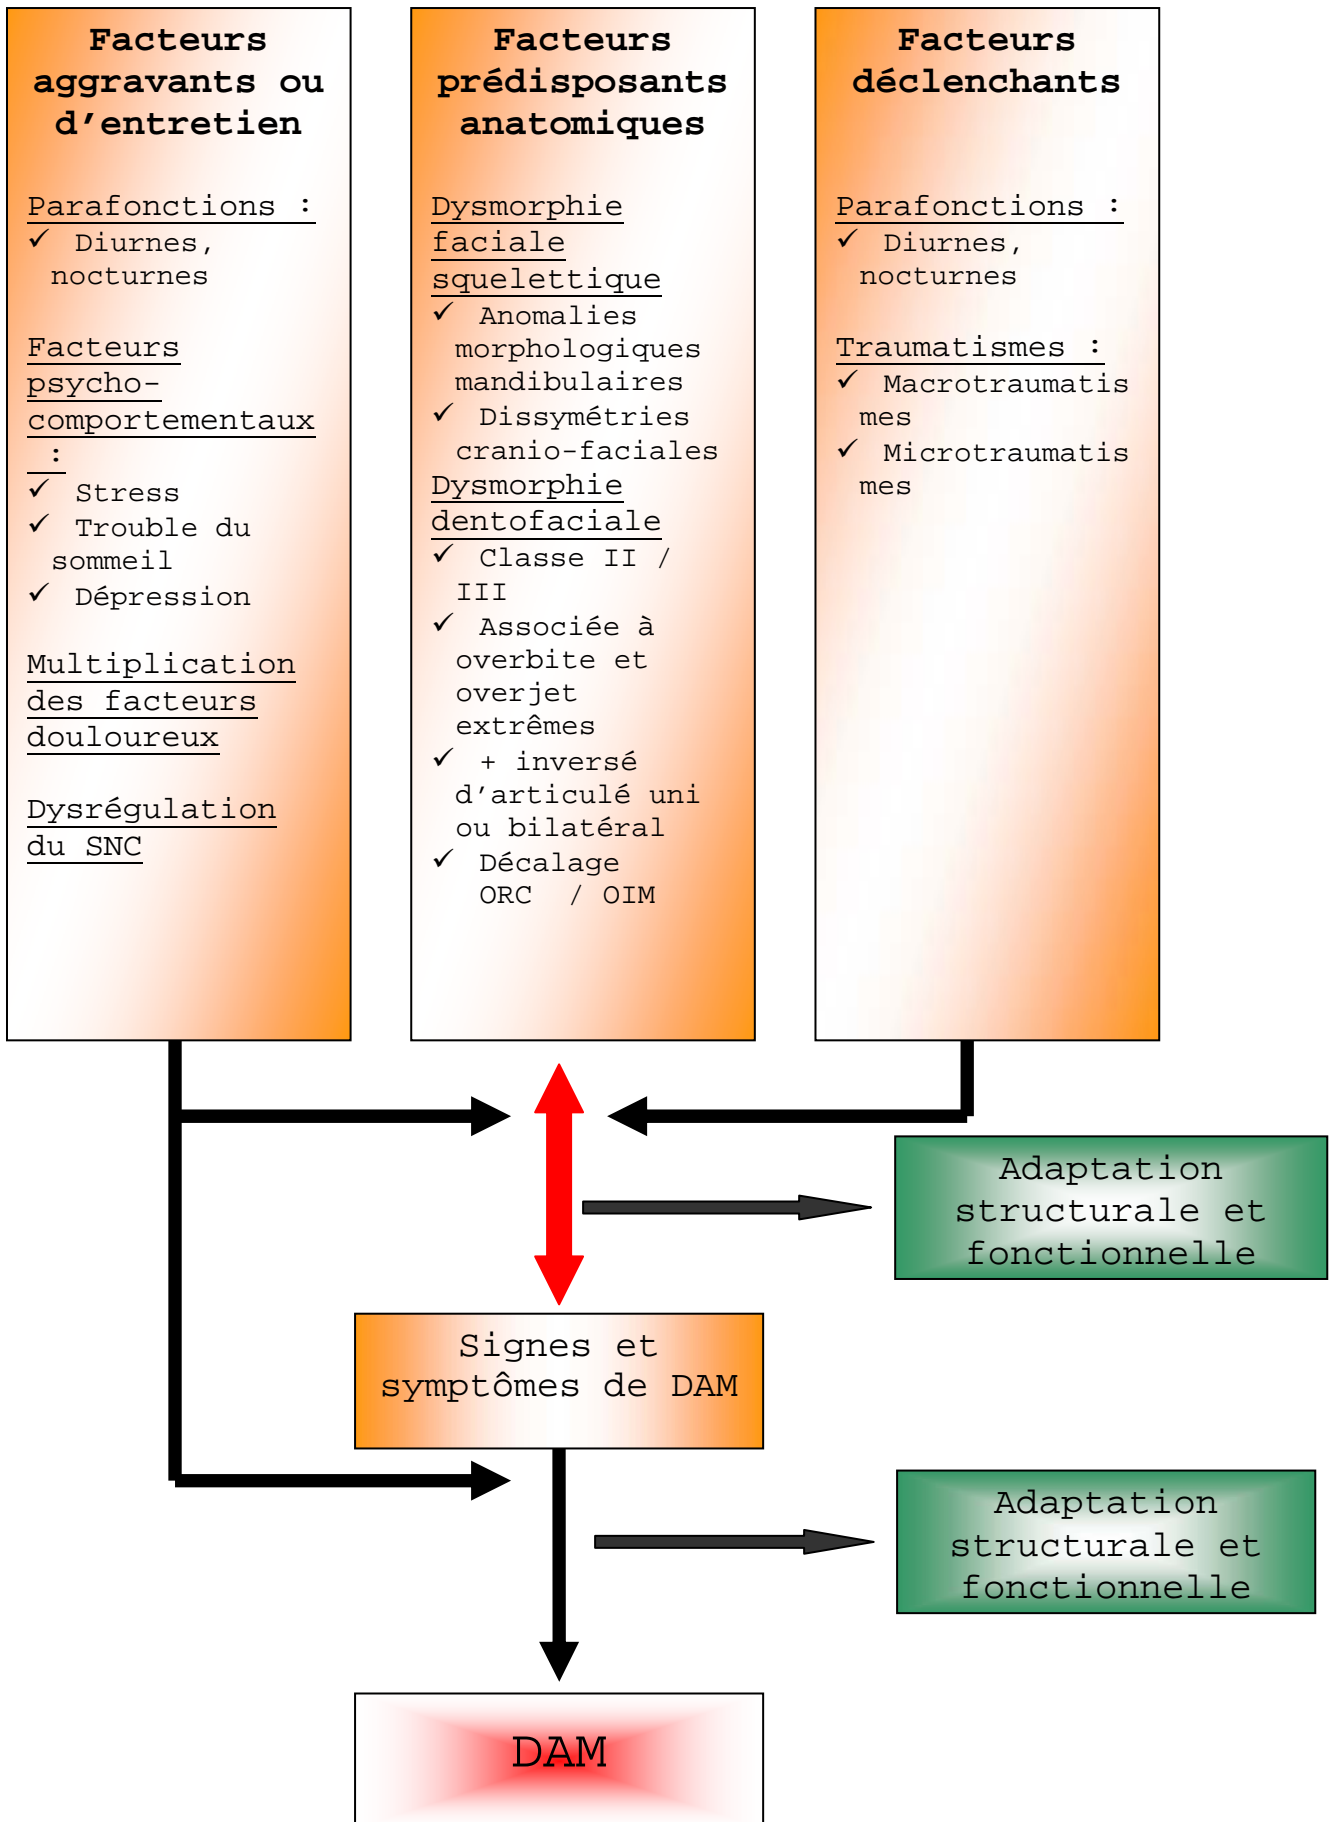 Facteurs
aggravants ou
d'entretien
Parafonctions :
✓ Diurnes,
nocturnes
Facteurs
psycho-
comportementaux
:
✓ Stress
✓ Trouble du
sommeil
✓ Dépression
Multiplication
des facteurs
douloureux
Dysrégulation
du SNC
Facteurs
prédisposants
anatomiques
Dysmorphie
faciale
squelettique
✓ Anomalies
morphologiques
mandibulaires
✓ Dissymétries
cranio-faciales
Dysmorphie
dentofaciale
✓ Classe II /
III
✓ Associée à
overbite et
overjet
extrêmes
✓ + inversé
d'articulé uni
ou bilatéral
✓ Décalage
ORC / OIM
Facteurs
déclenchants
Parafonctions :
✓ Diurnes,
nocturnes
Traumatismes :
✓ Macrotraumatis
mes
✓ Microtraumatis
mes
Adaptation
structurale et
fonctionnelle
Signes et
symptômes de DAM
Adaptation
structurale et
fonctionnelle
DAM